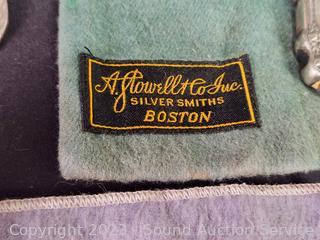 A. Stowell & Co Inc.
SILVER SMITHS
BOSTON
Copyright 2023 - Sound Auction Service